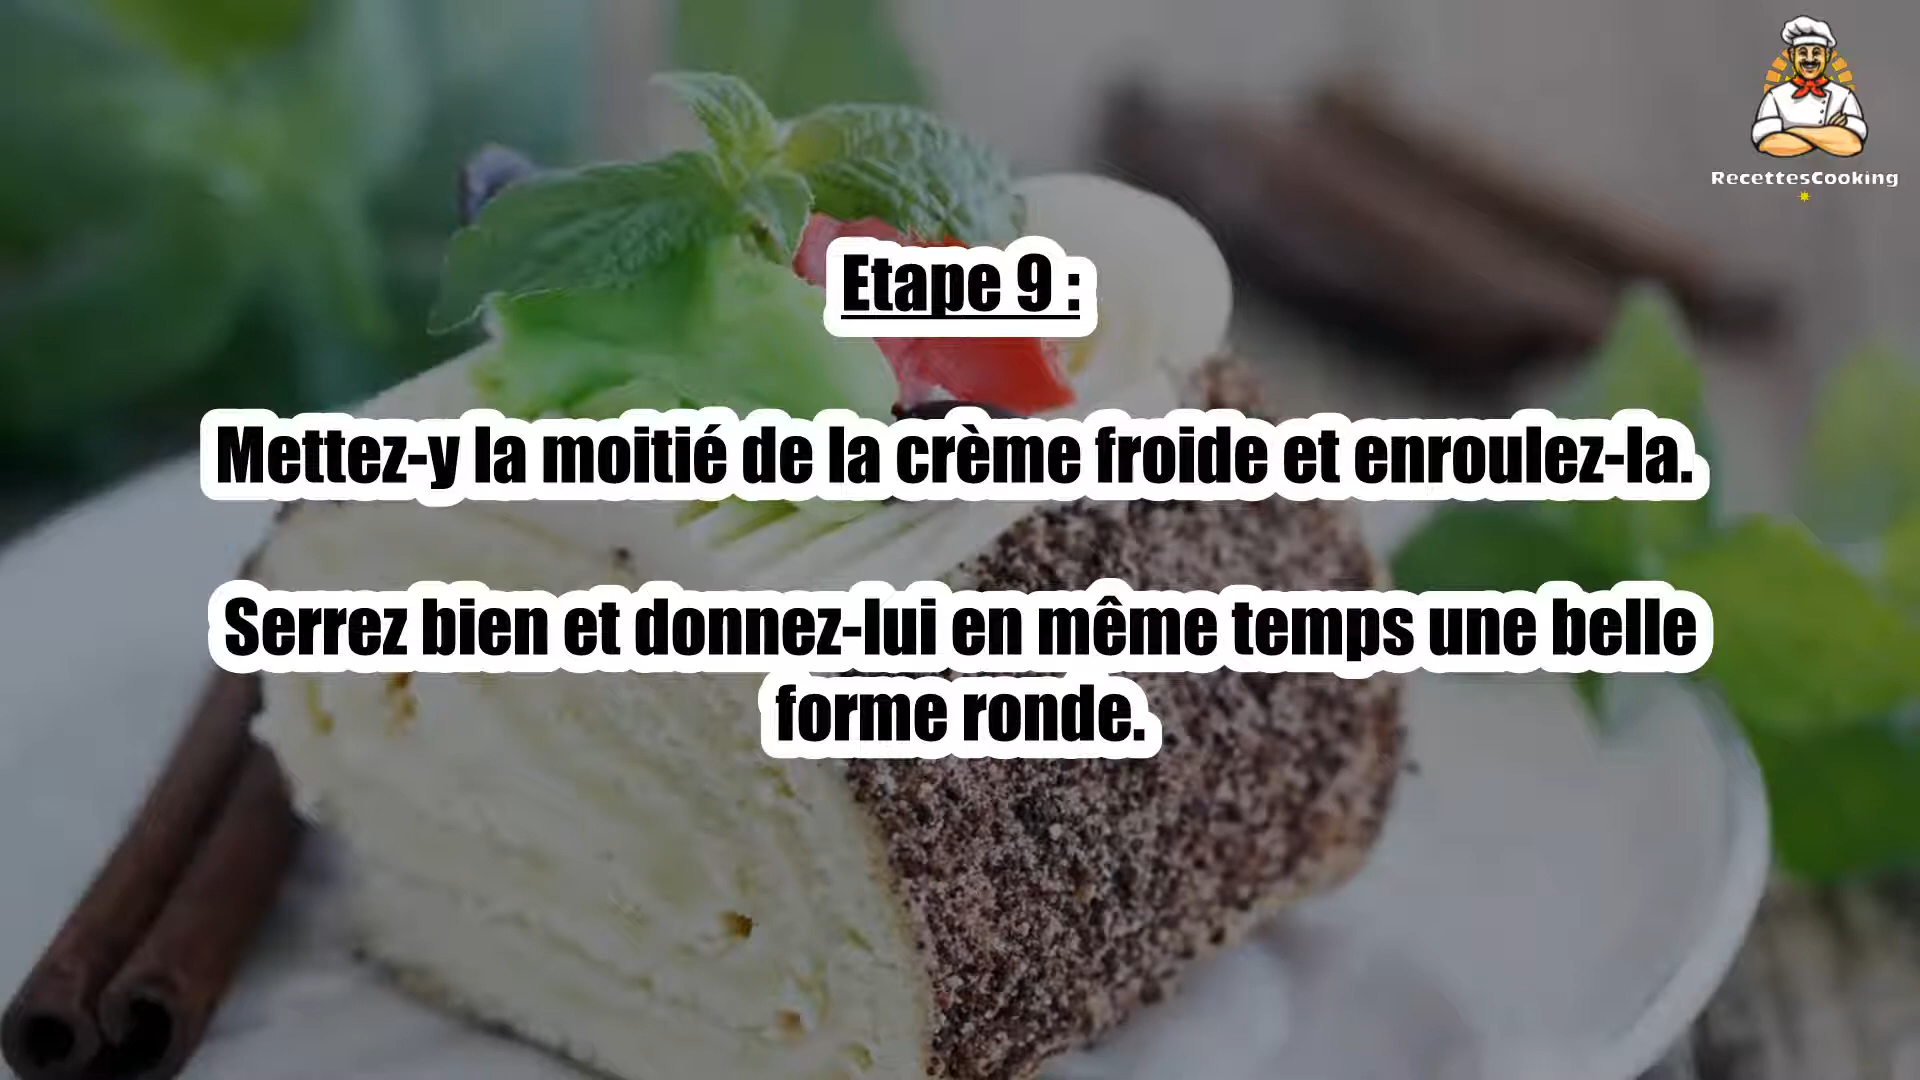 RecettesCooking
Etape 9 :
Mettez-y la moitié de la crème froide et enroulez-la.
Serrez bien et donnez-lui en même temps une belle
forme ronde.